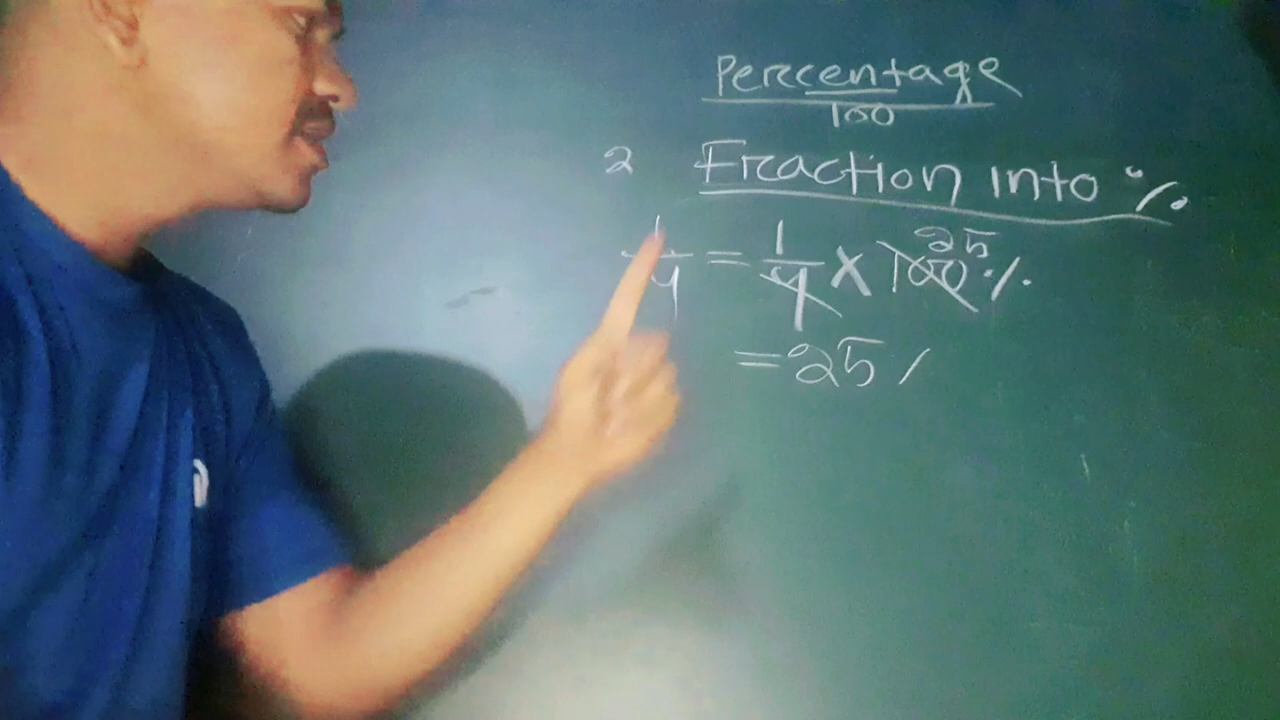 Percentage
100
2 Fraction into %
1/4 = 1/4 x 100 25 %
= 25 /